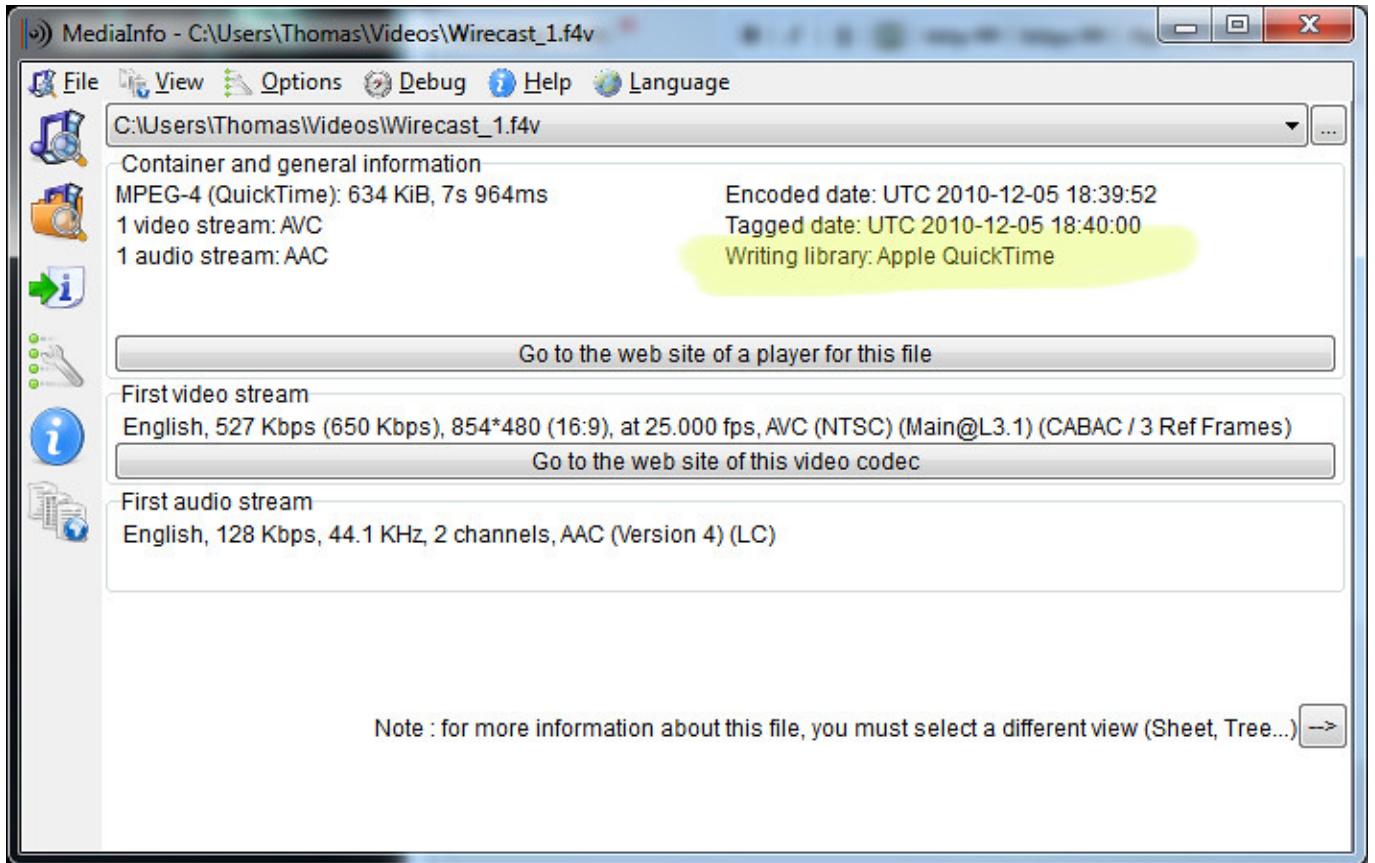 MediaInfo - C:\Users\Thomas\Videos\Wirecast_1.f4v
File View Options Debug Help Language
C:\Users\Thomas\Videos\Wirecast_1.f4v ...
Container and general information
MPEG-4 (QuickTime): 634 KiB, 7s 964ms Encoded date: UTC 2010-12-05 18:39:52
1 video stream: AVC Tagged date: UTC 2010-12-05 18:40:00
1 audio stream: AAC Writing library: Apple QuickTime
Go to the web site of a player for this file
First video stream
English, 527 Kbps (650 Kbps), 854*480 (16:9), at 25.000 fps, AVC (NTSC) (Main@L3.1) (CABAC / 3 Ref Frames)
Go to the web site of this video codec
First audio stream
English, 128 Kbps, 44.1 KHz, 2 channels, AAC (Version 4) (LC)
Note : for more information about this file, you must select a different view (Sheet, Tree...) -->